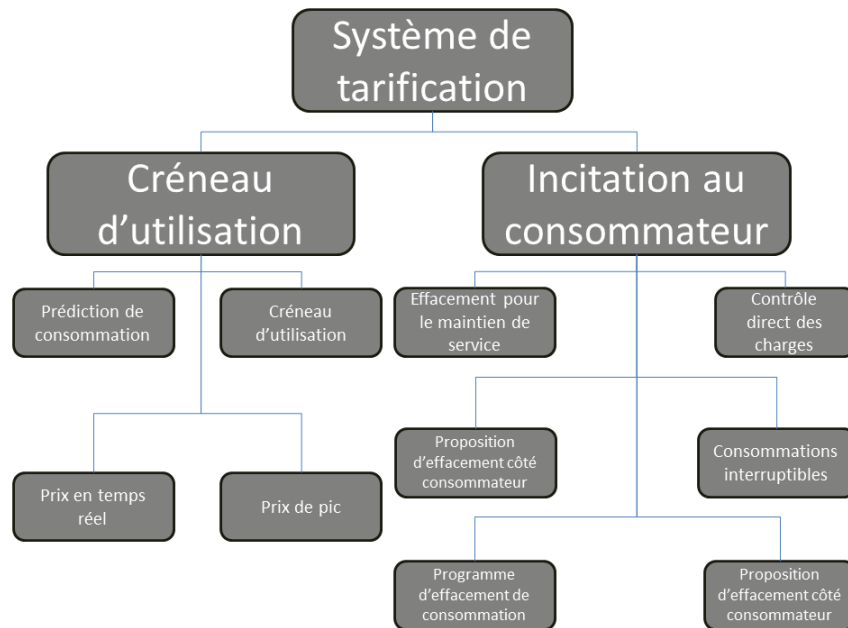 Système de
tarification
Créneau
d’utilisation
Incitation au
consommateur
Prédiction de
consommation
Créneau
d’utilisation
Effacement pour
le maintien de
service
Contrôle
direct des
charges
Prix en temps
réel
Prix de pic
Proposition
d’effacement côté
consommateur
Consommations
interruptibles
Programme
d’effacement de
consommation
Proposition
d’effacement côté
consommateur